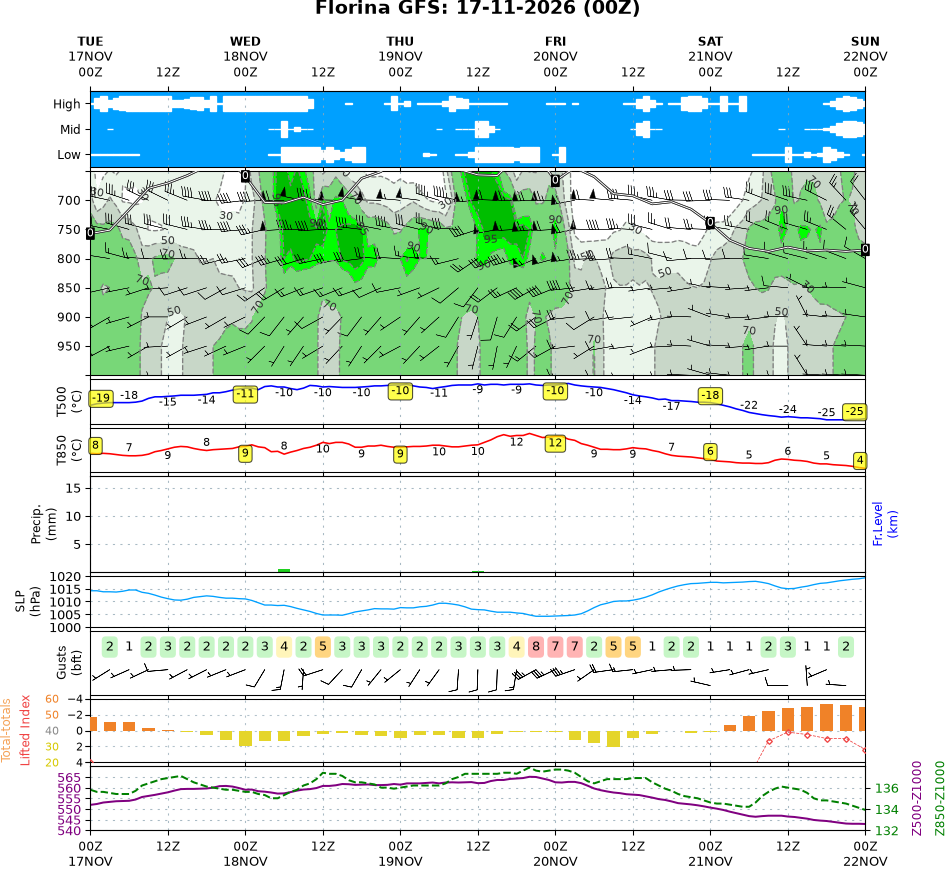 Florina GFS: 17-11-2026 (00Z)
TUE WED THU FRI SAT SUN
17NOV 18NOV 19NOV 20NOV 21NOV 22NOV
00Z 12Z 00Z 12Z 00Z 12Z 00Z 12Z 00Z 12Z 00Z
High
Mid
Low
700
750
800
850
900
950
T500
(°C)
-19 -18 -15 -14 -11 -10 -10 -10 -10 -11 -9 -9 -10 -10 -14 -17 -18 -22 -24 -25 -25
T850
(°C)
8 7 9 8 9 8 10 9 9 10 10 12 12 9 9 7 6 5 6 5 4
Precip.
(mm)
15
10
5
Fr.Level
(km)
SLP
(hPa)
1020
1015
1010
1005
1000
Gusts
(bft)
2 1 2 3 2 2 2 2 3 4 2 5 3 3 3 2 2 2 3 3 3 4 8 7 7 2 5 5 1 2 2 1 1 1 2 3 1 1 2
Total-totals
Lifted Index
60 -4
50 -2
40 0
30 2
20 4
565
560
555
550
545
540
136
134
132
Z500-Z1000
Z850-Z1000
00Z 12Z 00Z 12Z 00Z 12Z 00Z 12Z 00Z 12Z 00Z
17NOV 18NOV 19NOV 20NOV 21NOV 22NOV